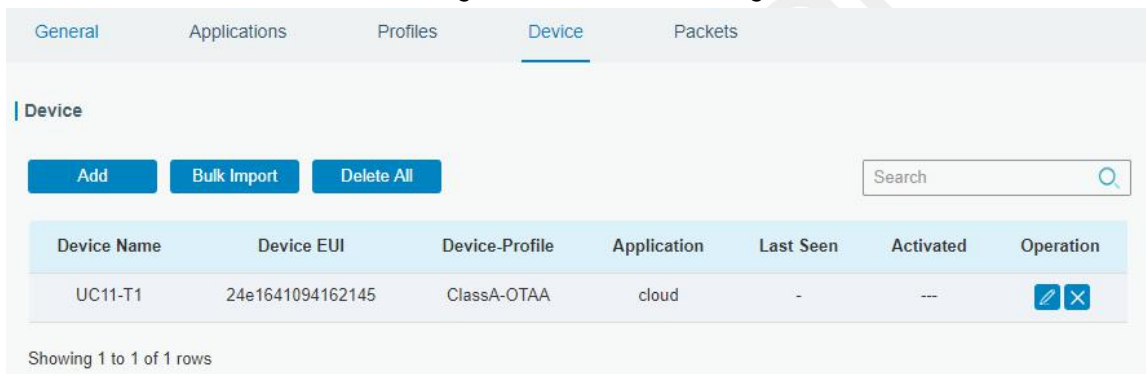 General Applications Profiles Device Packets
Device
Add Bulk Import Delete All Search
Device Name Device EUI Device-Profile Application Last Seen Activated Operation
UC11-T1 24e1641094162145 ClassA-OTAA cloud - ---
Showing 1 to 1 of 1 rows